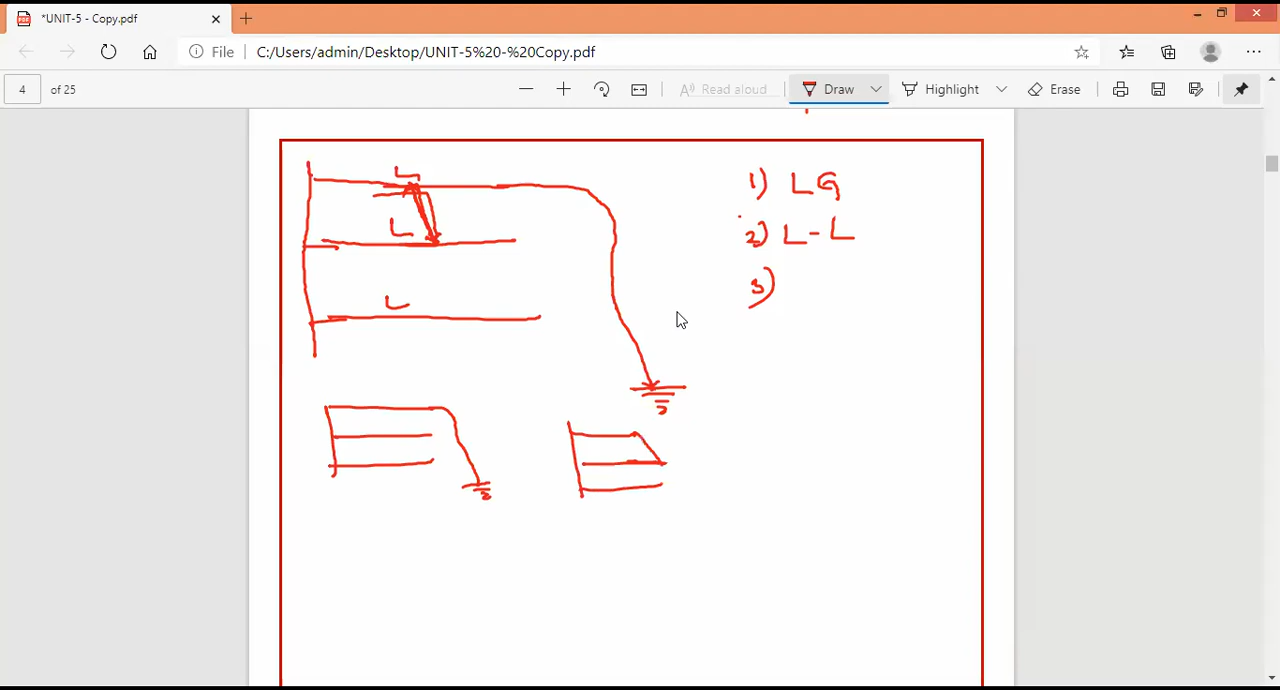 *UNIT-5 - Copy.pdf
File C:/Users/admin/Desktop/UNIT-5%20-%20Copy.pdf
4 of 25 Read aloud Draw Highlight Erase
L
L
L
1) LG
2) L-L
3)